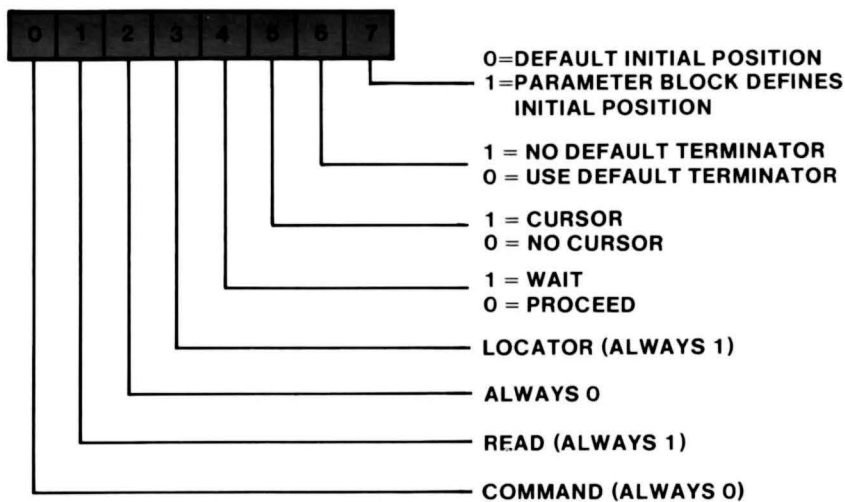 0 1 2 3 4 5 6 7
0=DEFAULT INITIAL POSITION
1=PARAMETER BLOCK DEFINES
INITIAL POSITION
1 = NO DEFAULT TERMINATOR
0 = USE DEFAULT TERMINATOR
1 = CURSOR
0 = NO CURSOR
1 = WAIT
0 = PROCEED
LOCATOR (ALWAYS 1)
ALWAYS 0
READ (ALWAYS 1)
COMMAND (ALWAYS 0)